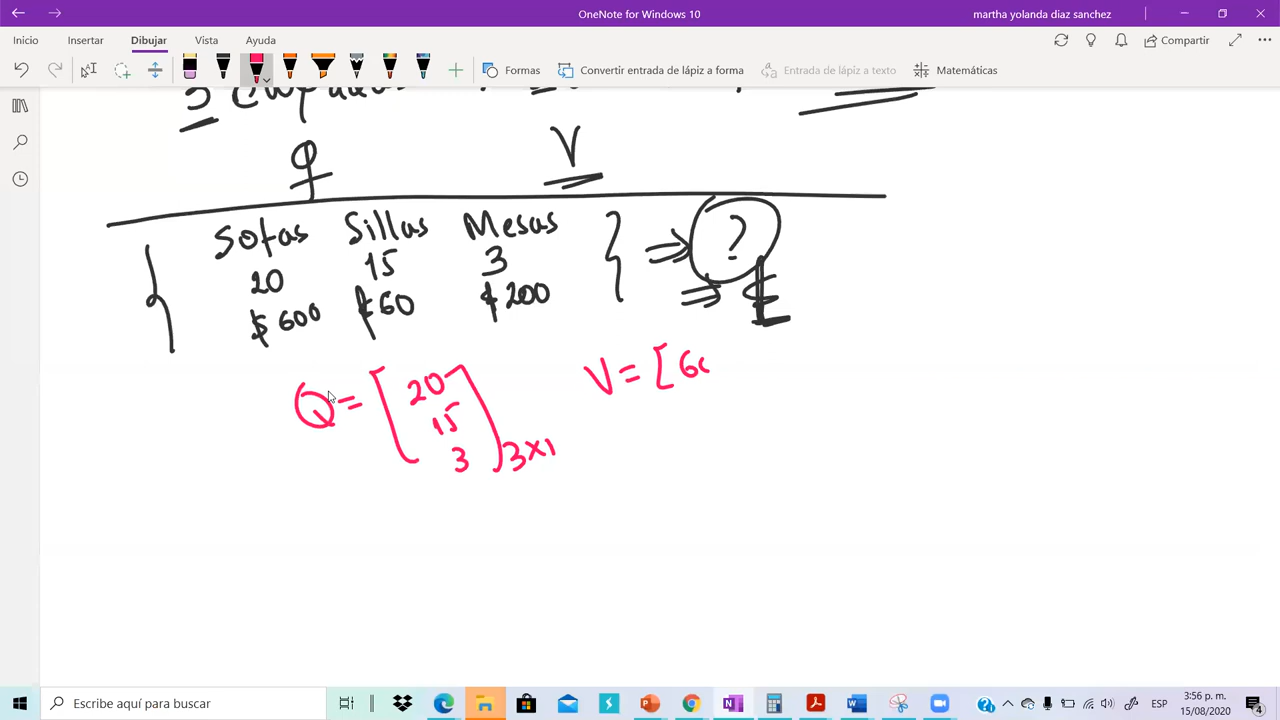 OneNote for Windows 10
martha yolanda diaz sanchez
Inicio Insertar Dibujar Vista Ayuda
Compartir
Formas Convertir entrada de lápiz a forma Entrada de lápiz a texto Matemáticas
q V
Sofas Sillas Mesas
20 15 3 ⇒ ?
$ 600 $ 60 $ 200
Q= [ 20
15
3 ] 3x1
V= [ 60
Escribe aquí para buscar
ESP
3:56 p. m.
15/08/2020
4